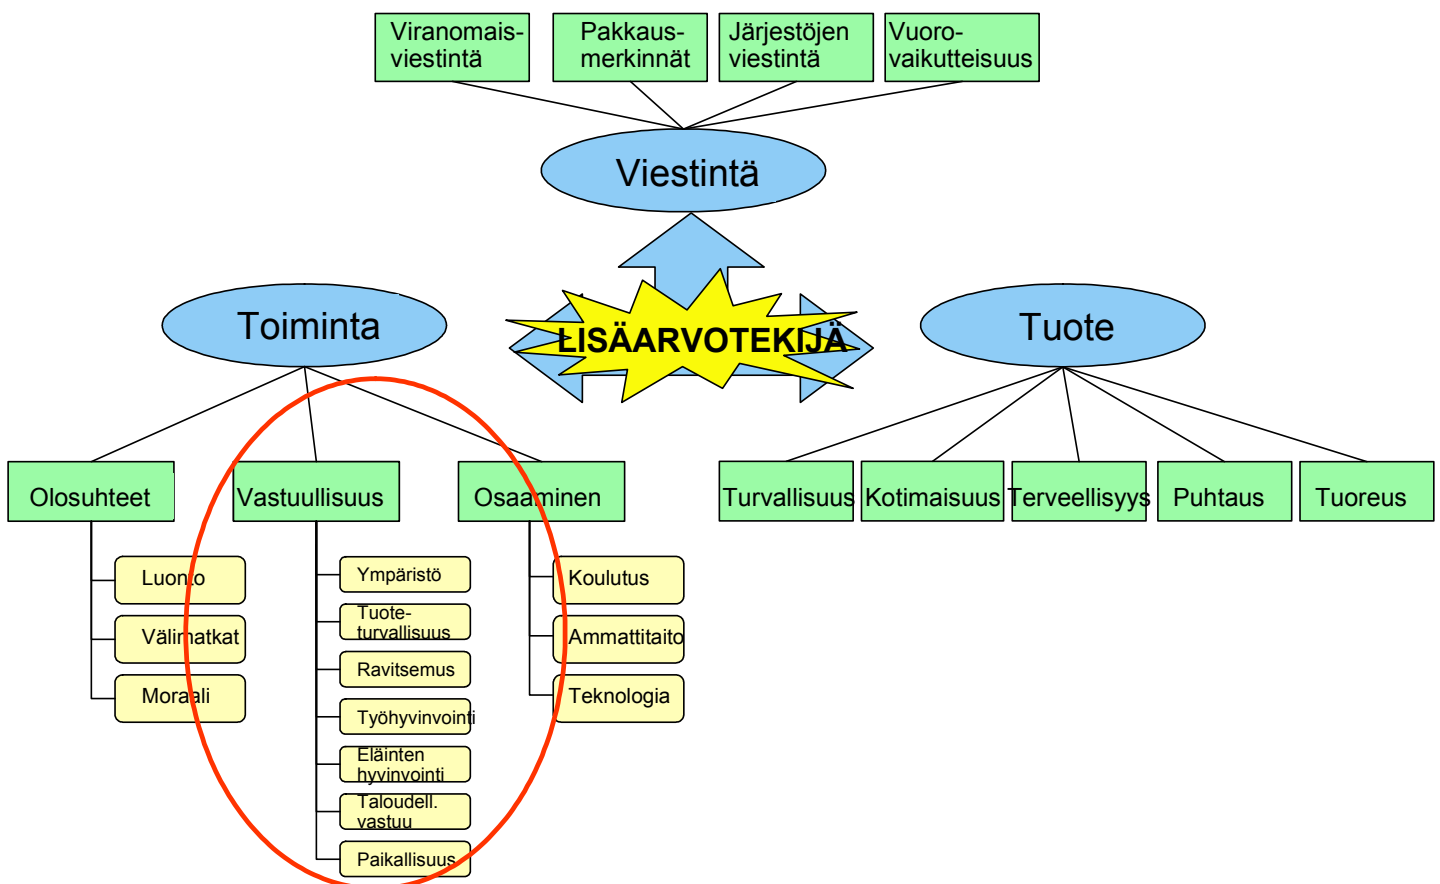 Viranomais-
viestintä
Pakkaus-
merkinnät
Järjestöjen
viestintä
Vuoro-
vaikutteisuus
Viestintä
Toiminta
LISÄARVOTEKIJÄ
Tuote
Olosuhteet
Vastuullisuus
Osaaminen
Turvallisuus
Kotimaisuus
Terveellisyys
Puhtaus
Tuoreus
Luonto
Välimatkat
Moraali
Ympäristö
Tuote-
turvallisuus
Ravitsemus
Työhyvinvointi
Eläinten
hyvinvointi
Taloudell.
vastuu
Paikallisuus
Koulutus
Ammattitaito
Teknologia